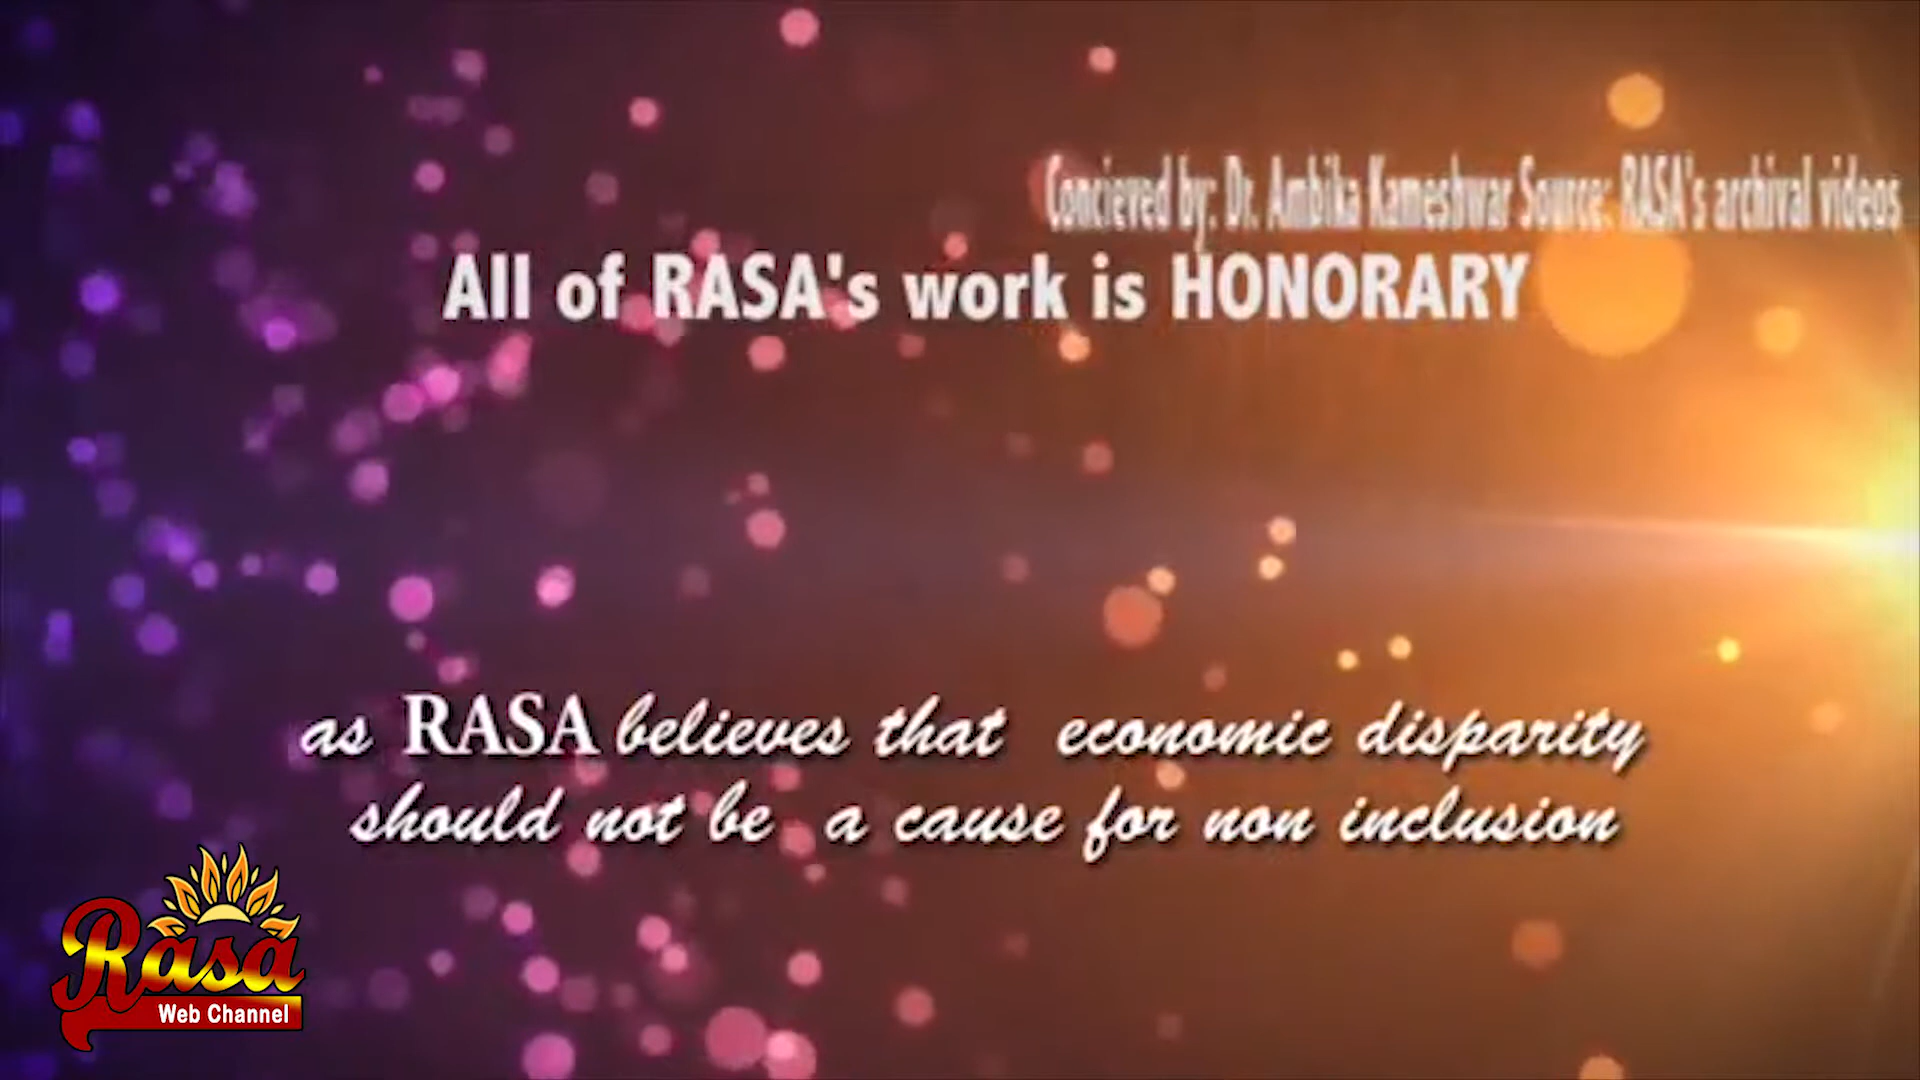 Concieved by: Dr. Ambika Kameshwar Source: RASA's archival videos
All of RASA's work is HONORARY
as RASA believes that economic disparity
should not be a cause for non inclusion
Rasa
Web Channel